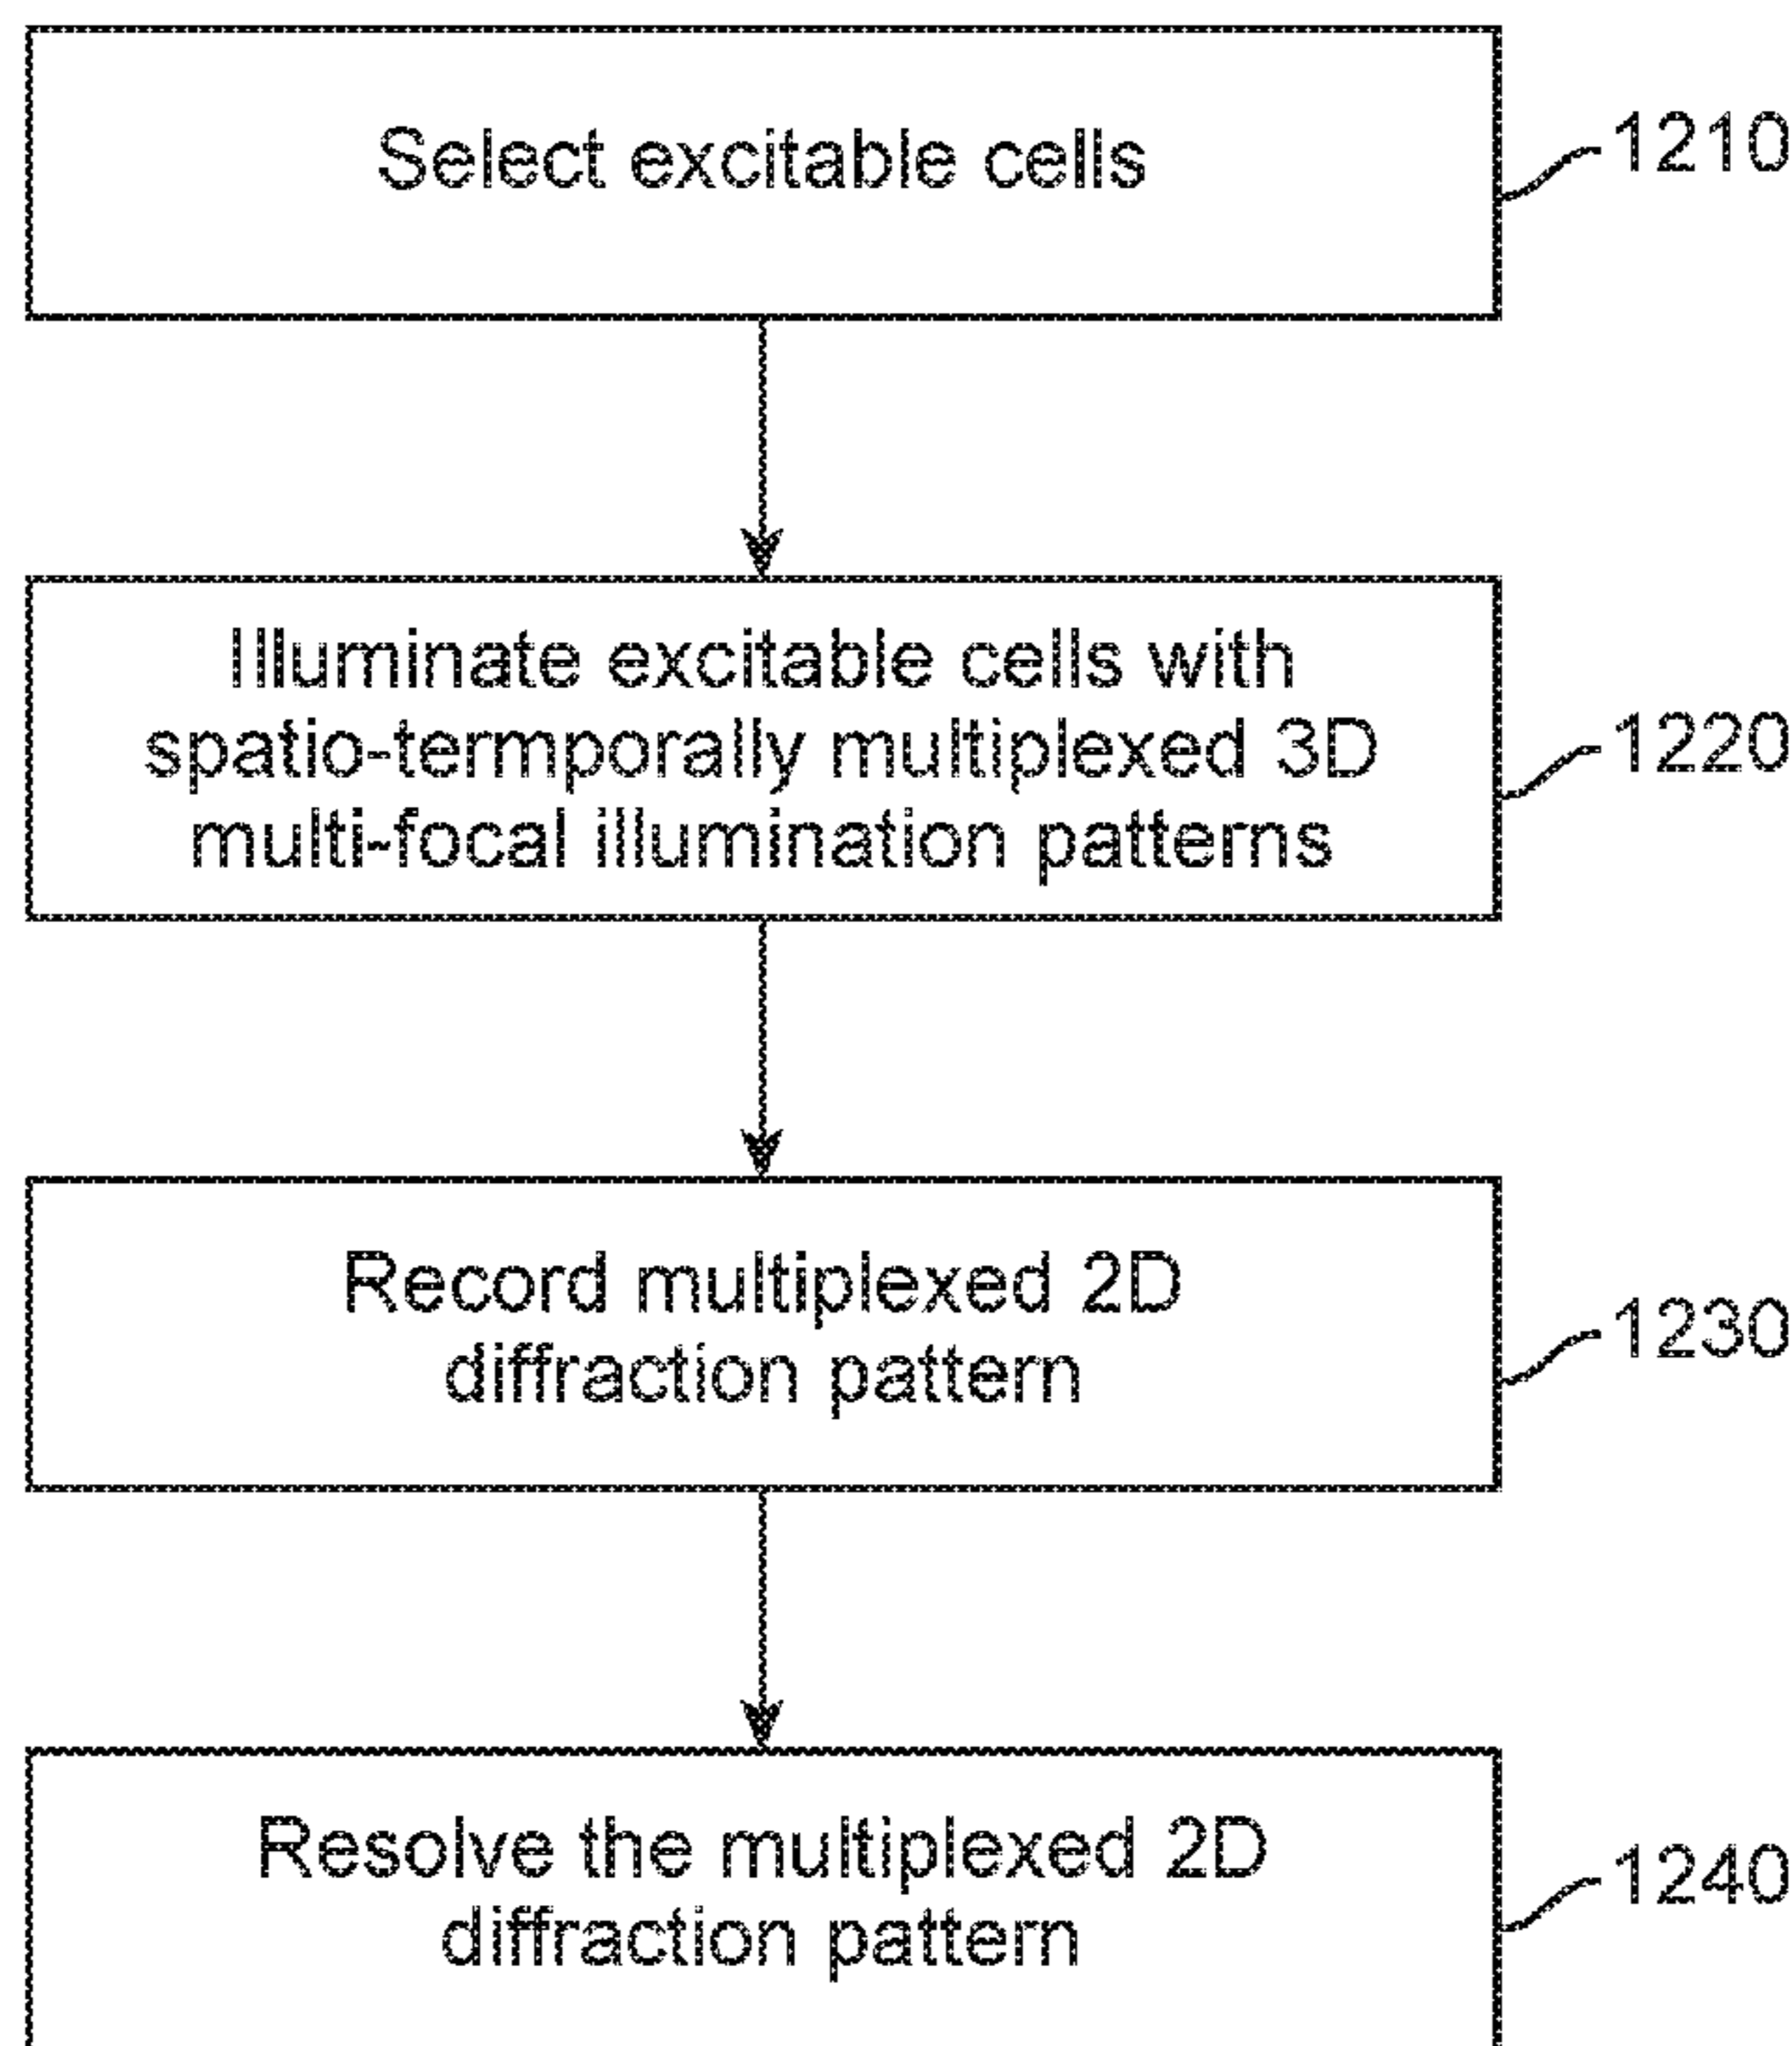 Select excitable cells
1210
Illuminate excitable cells with
spatio-termporally multiplexed 3D
multi-focal illumination patterns
1220
Record multiplexed 2D
diffraction pattern
1230
Resolve the multiplexed 2D
diffraction pattern
1240